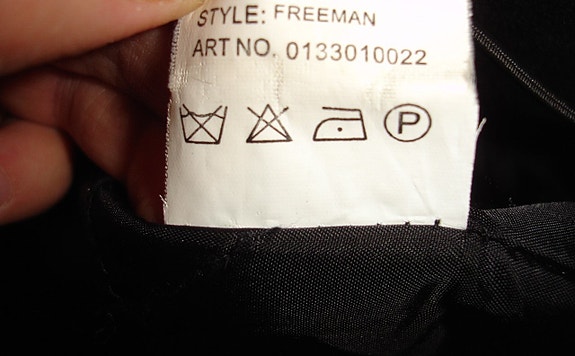 STYLE: FREEMAN
ART NO. 0133010022
P